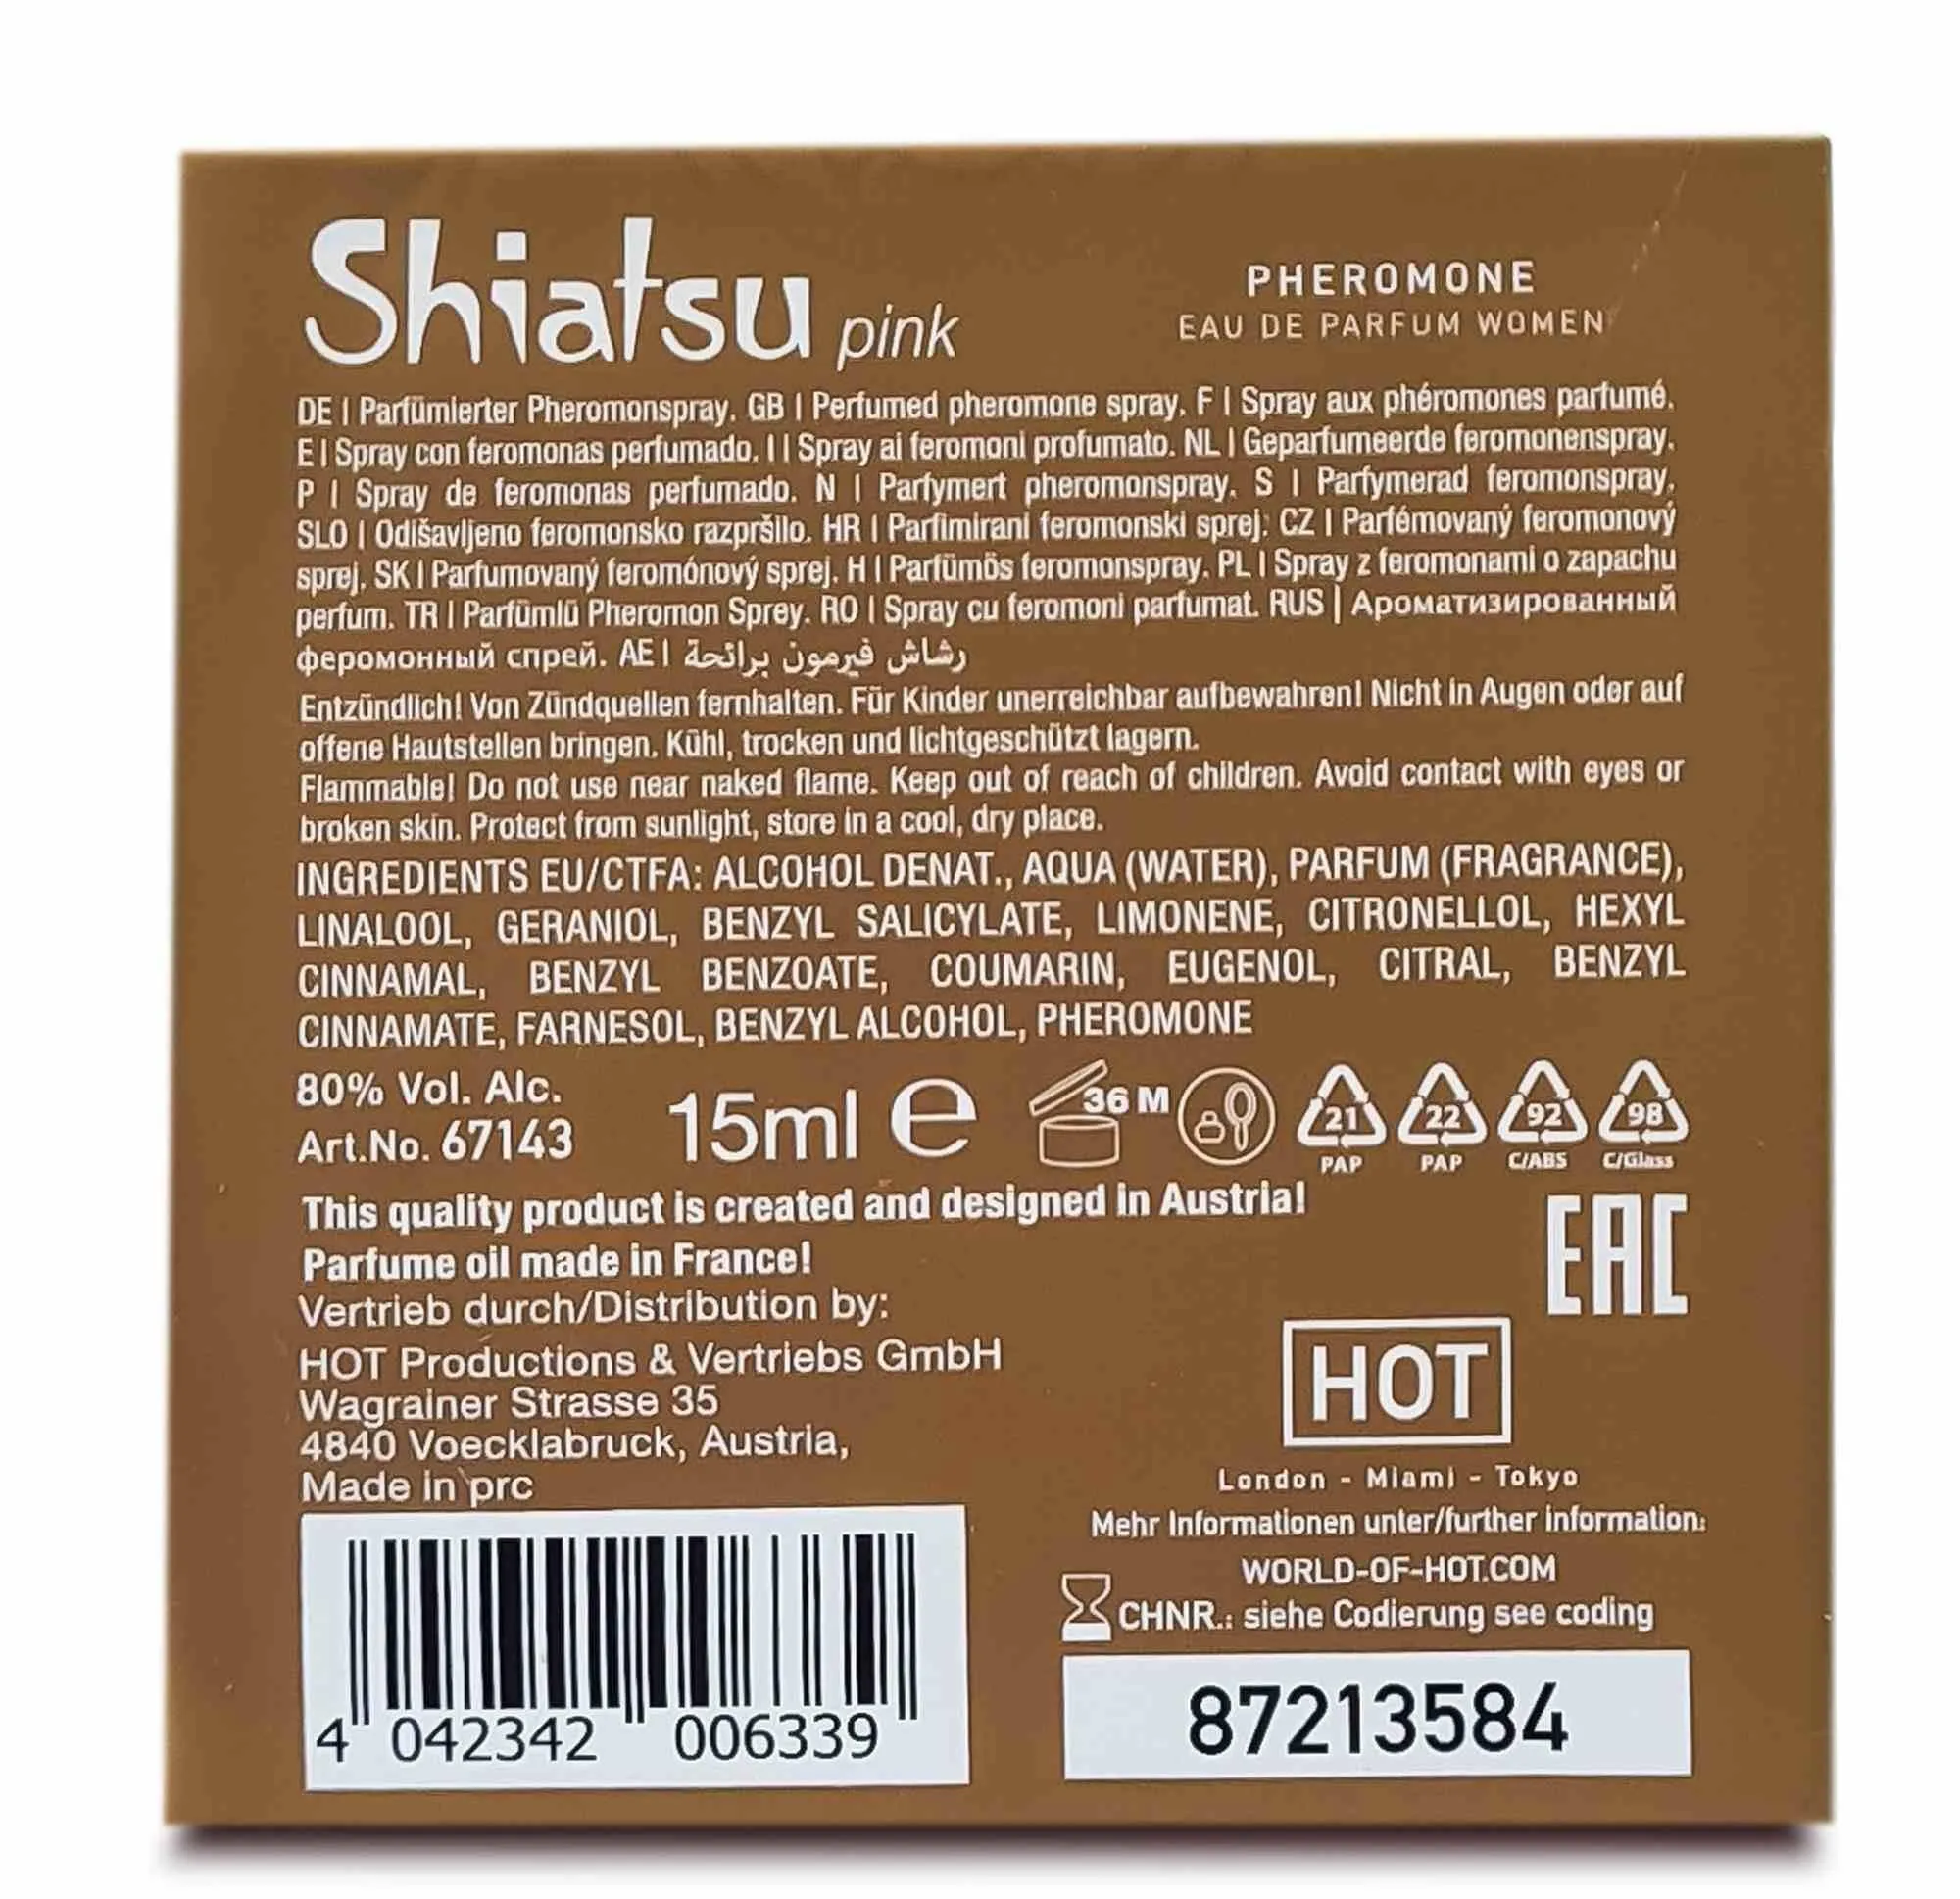 Shiatsu pink
PHEROMONE
EAU DE PARFUM WOMEN
DE | Parfümierter Pheromonspray. GB | Perfumed pheromone spray. F | Spray aux phéromones parfumé.
E | Spray con feromonas perfumado. I | Spray ai feromoni profumato. NL | Geparfumeerde feromonenspray.
P | Spray de feromonas perfumado. N | Parfymert pheromonspray. S | Parfymerad feromonspray.
SLO | Odišavljeno feromonsko razpršilo. HR | Parfimirani feromonski sprej. CZ | Parfémovaný feromonový
sprej. SK | Parfumovaný feromónový sprej. H | Parfümös feromonspray. PL | Spray z feromonami o zapachu
perfum. TR | Parfümlü Pheromon Sprey. RO | Spray cu feromoni parfumat. RUS | Ароматизированный
феромонный спрей. AE | رشاش فيرمون برائحة
Entzündlich! Von Zündquellen fernhalten. Für Kinder unerreichbar aufbewahren! Nicht in Augen oder auf
offene Hautstellen bringen. Kühl, trocken und lichtgeschützt lagern.
Flammable! Do not use near naked flame. Keep out of reach of children. Avoid contact with eyes or
broken skin. Protect from sunlight, store in a cool, dry place.
INGREDIENTS EU/CTFA: ALCOHOL DENAT., AQUA (WATER), PARFUM (FRAGRANCE),
LINALOOL, GERANIOL, BENZYL SALICYLATE, LIMONENE, CITRONELLOL, HEXYL
CINNAMAL, BENZYL BENZOATE, COUMARIN, EUGENOL, CITRAL, BENZYL
CINNAMATE, FARNESOL, BENZYL ALCOHOL, PHEROMONE
80% Vol. Alc.
Art.No. 67143
15ml e
36 M
21 PAP
22 PAP
92 C/ABS
98 C/Glass
This quality product is created and designed in Austria!
Parfume oil made in France!
EAC
Vertrieb durch/Distribution by:
HOT Productions & Vertriebs GmbH
Wagrainer Strasse 35
4840 Voecklabruck, Austria,
Made in prc
HOT
London - Miami - Tokyo
Mehr Informationen unter/further information:
WORLD-OF-HOT.COM
CHNR.: siehe Codierung see coding
4 042342 006339
87213584